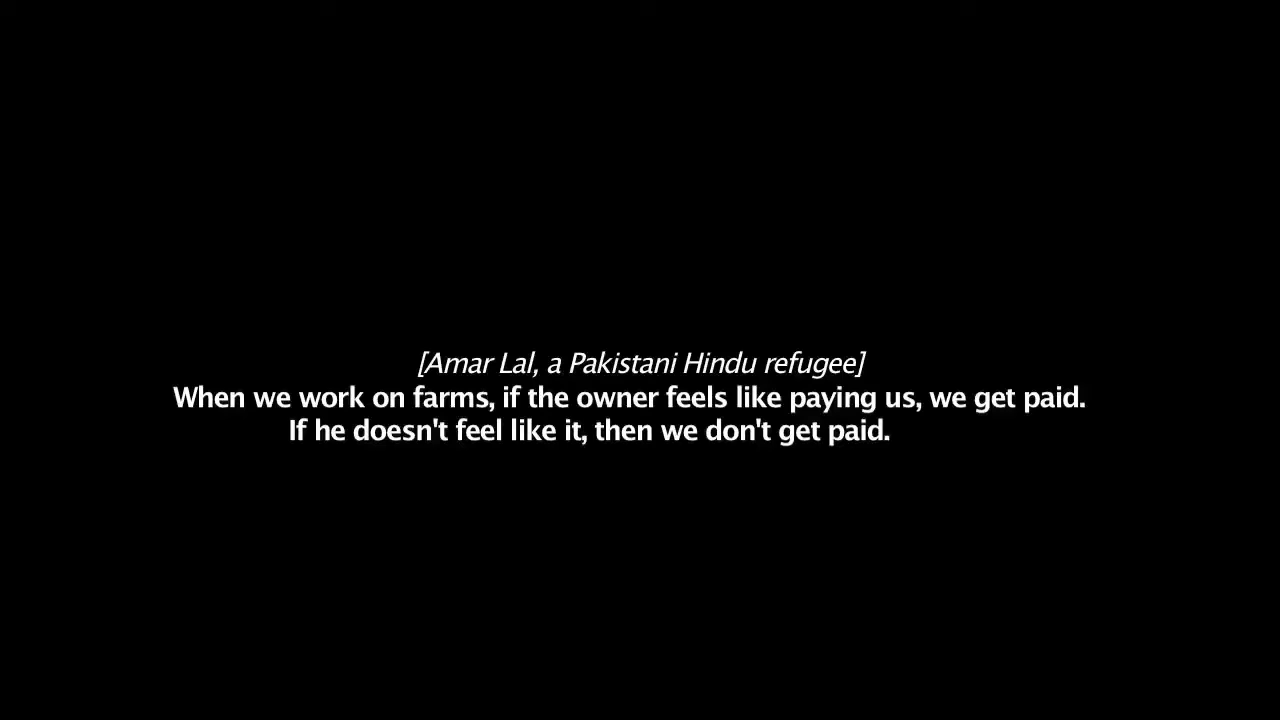 [Amar Lal, a Pakistani Hindu refugee]
When we work on farms, if the owner feels like paying us, we get paid.
If he doesn't feel like it, then we don't get paid.